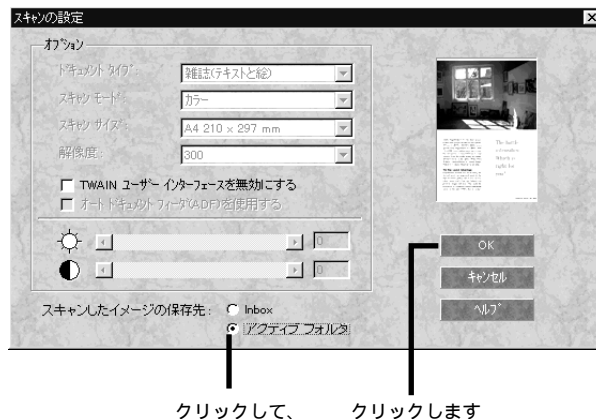 スキャンの設定
オプション
ドキュメント タイプ:
雑誌(テキストと絵)
スキャン モード:
カラー
スキャン サイズ:
A4 210 × 297 mm
解像度:
300
TWAIN ユーザー インターフェースを無効にする
オート ドキュメント フィーダ(ADF)を使用する
0
0
スキャンしたイメージの保存先:
Inbox
アクティブ フォルダ
OK
キャンセル
ヘルプ
クリックして、
クリックします